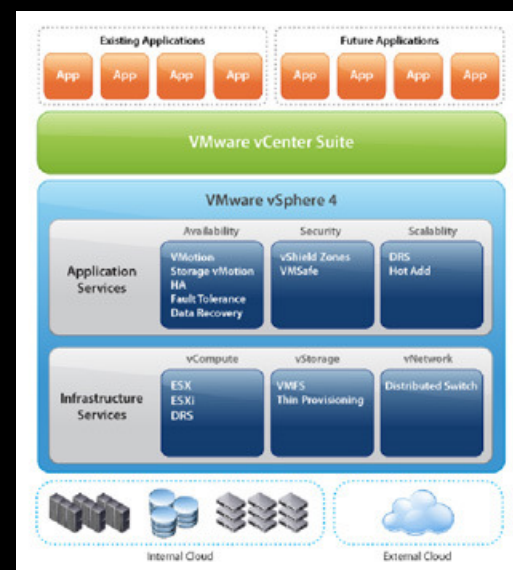 Existing Applications
Future Applications
App App App App App App App App
VMware vCenter Suite
VMware vSphere 4
Availability
Security
Scalablity
Application
Services
VMotion
Storage vMotion
HA
Fault Tolerance
Data Recovery
vShield Zones
VMSafe
DRS
Hot Add
vCompute
vStorage
vNetwork
Infrastructure
Services
ESX
ESXi
DRS
VMFS
Thin Provisioning
Distributed Switch
Internal Cloud
External Cloud